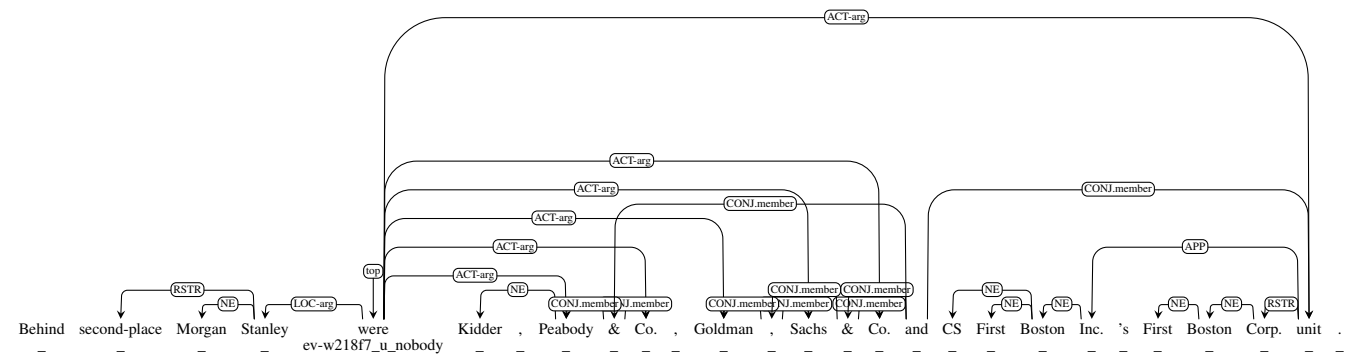 ACT-arg
ACT-arg
ACT-arg CONJ.member
CONJ.member
ACT-arg
ACT-arg APP
top ACT-arg
RSTR NE CONJ.member CONJ.member NE
NE LOC-arg CONJ.member CONJ.member CONJ.member NE NE NE NE RSTR
Behind second-place Morgan Stanley were Kidder , Peabody & Co. , Goldman , Sachs & Co. and CS First Boston Inc. 's First Boston Corp. unit .
_ _ _ _ ev-w218f7_u_nobody _ _ _ _ _ _ _ _ _ _ _ _ _ _ _ _ _ _ _ _ _ _